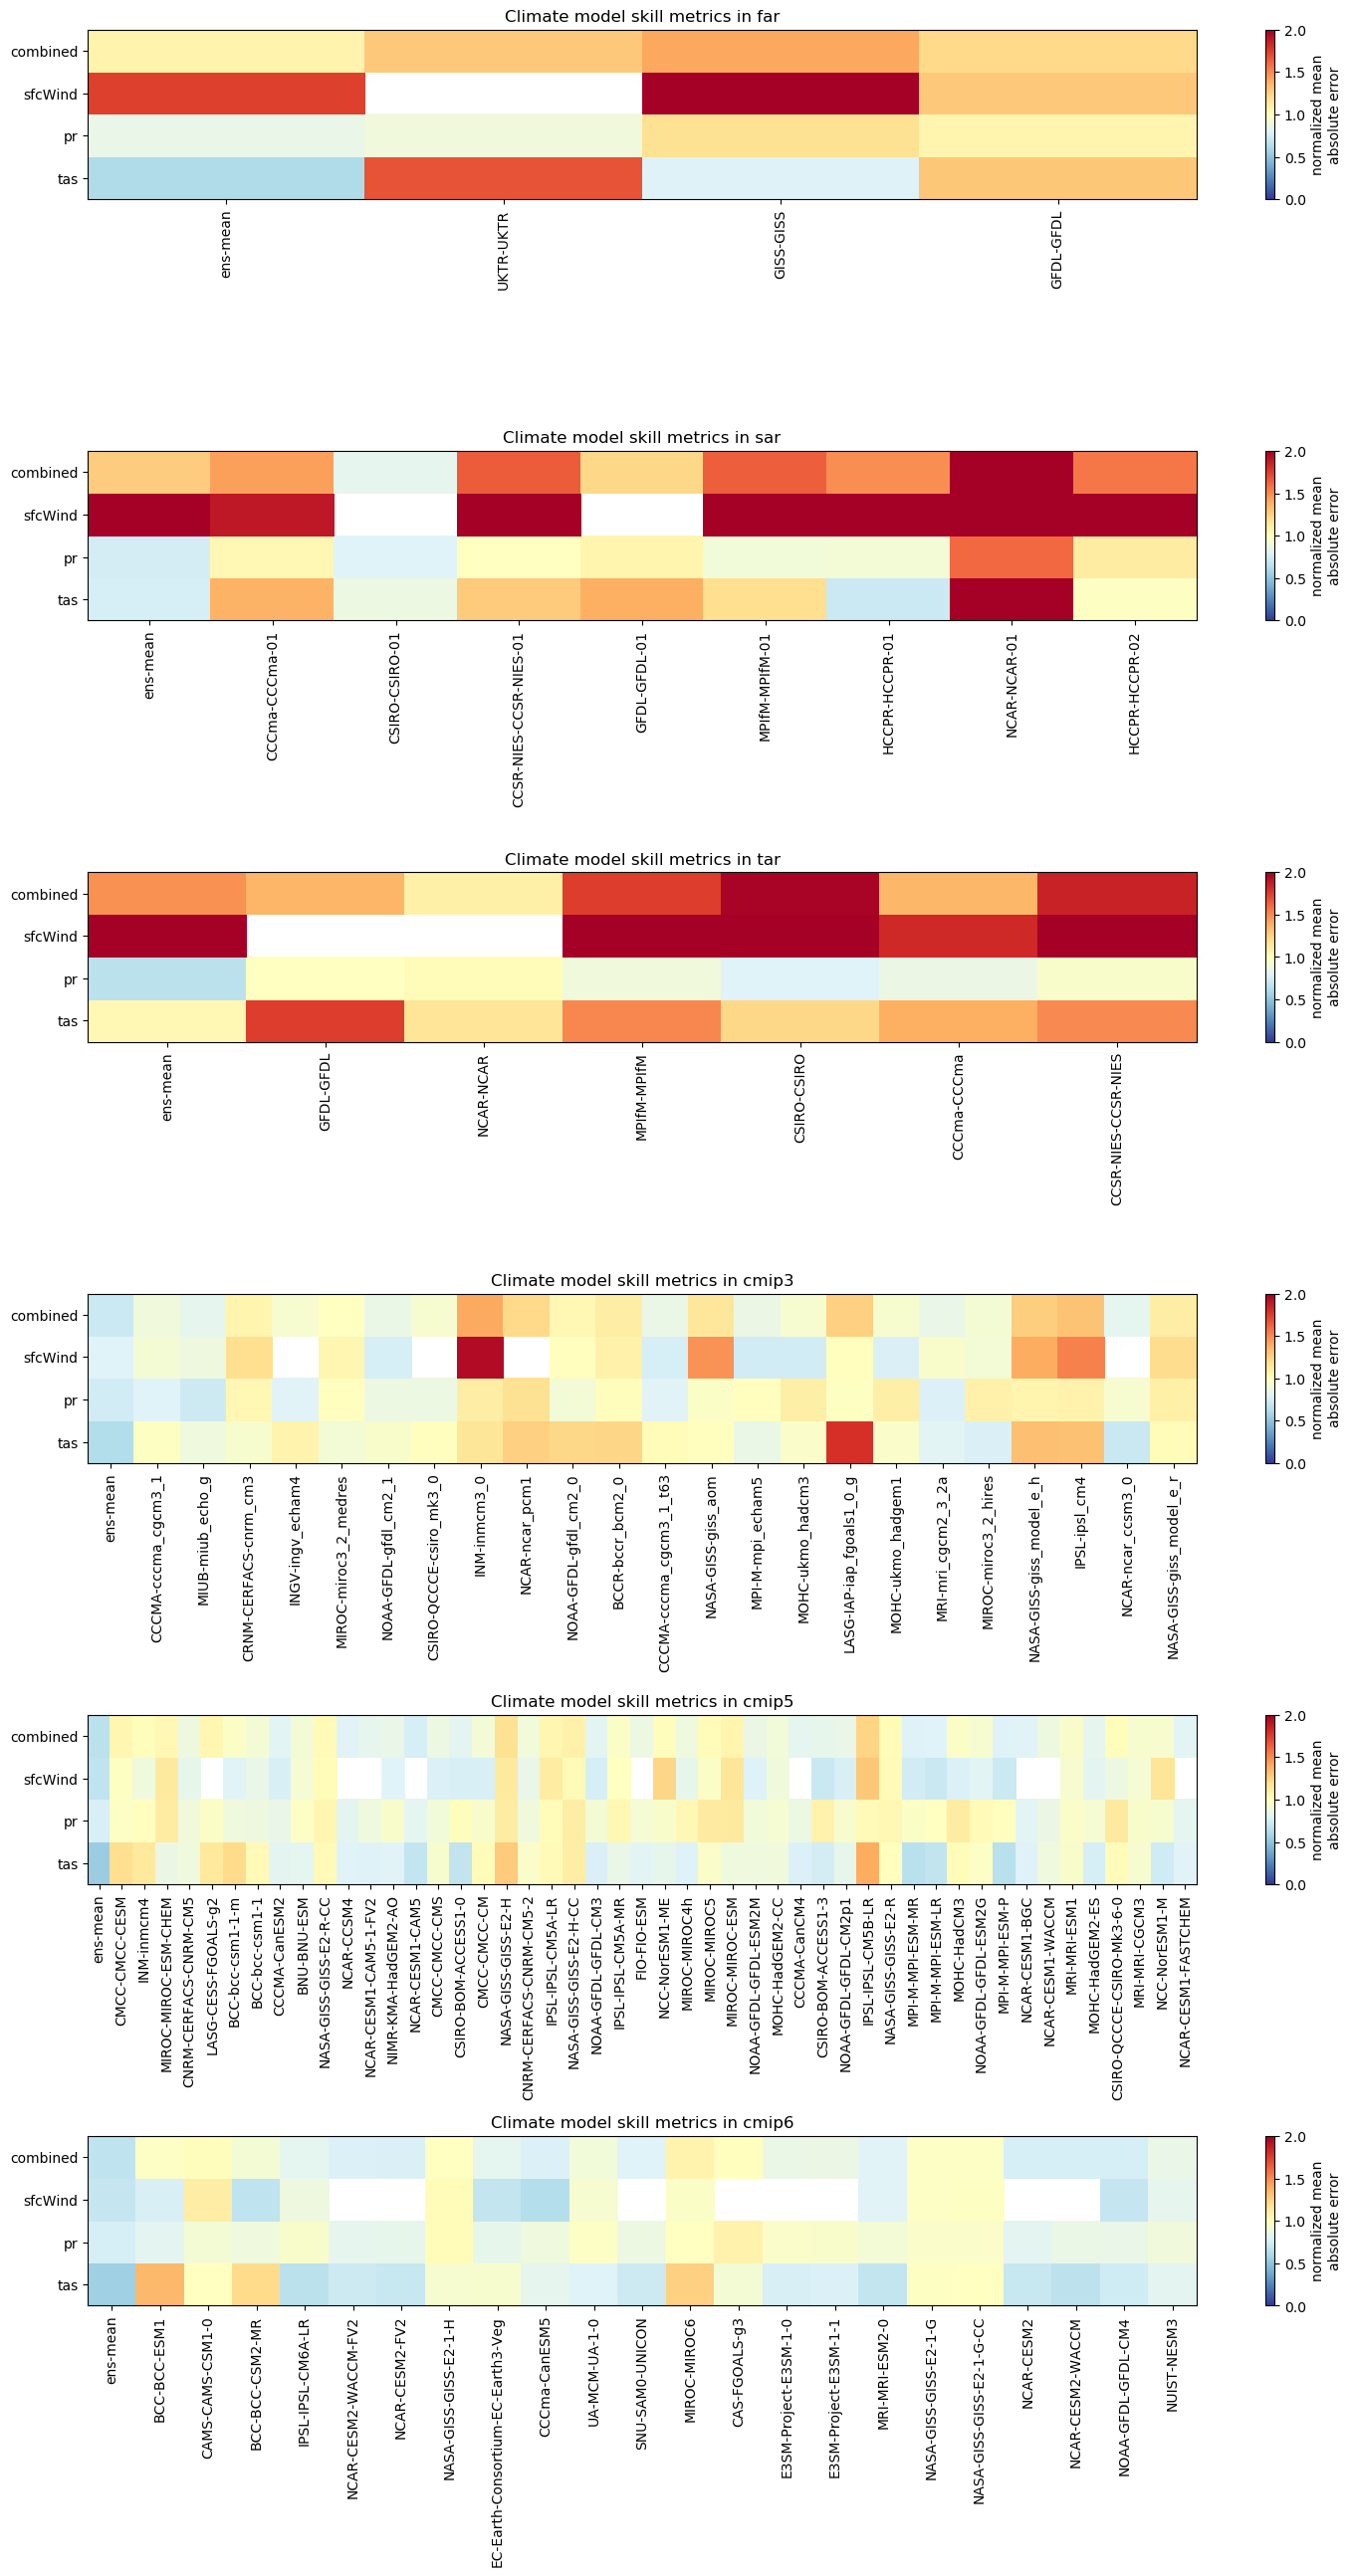 Climate model skill metrics in far
combined
sfcWind
pr
tas
ens-mean
UKTR-UKTR
GISS-GISS
GFDL-GFDL
2.0
1.5
1.0
0.5
0.0
normalized mean
absolute error
Climate model skill metrics in sar
combined
sfcWind
pr
tas
ens-mean
CCCma-CCCma-01
CSIRO-CSIRO-01
CCSR-NIES-CCSR-NIES-01
GFDL-GFDL-01
MPIfM-MPIfM-01
HCCPR-HCCPR-01
NCAR-NCAR-01
HCCPR-HCCPR-02
2.0
1.5
1.0
0.5
0.0
normalized mean
absolute error
Climate model skill metrics in tar
combined
sfcWind
pr
tas
ens-mean
GFDL-GFDL
NCAR-NCAR
MPIfM-MPIfM
CSIRO-CSIRO
CCCma-CCCma
CCSR-NIES-CCSR-NIES
2.0
1.5
1.0
0.5
0.0
normalized mean
absolute error
Climate model skill metrics in cmip3
combined
sfcWind
pr
tas
ens-mean
CCCMA-cccma_cgcm3_1
MIUB-miub_echo_g
CRNM-CERFACS-cnrm_cm3
INGV-ingv_echam4
MIROC-miroc3_2_medres
NOAA-GFDL-gfdl_cm2_1
CSIRO-QCCCE-csiro_mk3_0
INM-inmcm3_0
NCAR-ncar_pcm1
NOAA-GFDL-gfdl_cm2_0
BCCR-bccr_bcm2_0
CCCMA-cccma_cgcm3_1_t63
NASA-GISS-giss_aom
MPI-M-mpi_echam5
MOHC-ukmo_hadcm3
LASG-IAP-iap_fgoals1_0_g
MOHC-ukmo_hadgem1
MRI-mri_cgcm2_3_2a
MIROC-miroc3_2_hires
NASA-GISS-giss_model_e_h
IPSL-ipsl_cm4
NCAR-ncar_ccsm3_0
NASA-GISS-giss_model_e_r
2.0
1.5
1.0
0.5
0.0
normalized mean
absolute error
Climate model skill metrics in cmip5
combined
sfcWind
pr
tas
ens-mean
CMCC-CMCC-CESM
INM-inmcm4
MIROC-MIROC-ESM-CHEM
CNRM-CERFACS-CNRM-CM5
LASG-CESS-FGOALS-g2
BCC-bcc-csm1-1-m
BCC-bcc-csm1-1
CCCMA-CanESM2
BNU-BNU-ESM
NASA-GISS-GISS-E2-R-CC
NCAR-CCSM4
NCAR-CESM1-CAM5-1-FV2
NIMR-KMA-HadGEM2-AO
NCAR-CESM1-CAM5
CMCC-CMCC-CMS
CSIRO-BOM-ACCESS1-0
CMCC-CMCC-CM
NASA-GISS-GISS-E2-H
CNRM-CERFACS-CNRM-CM5-2
IPSL-IPSL-CM5A-LR
NASA-GISS-GISS-E2-H-CC
NOAA-GFDL-GFDL-CM3
IPSL-IPSL-CM5A-MR
FIO-FIO-ESM
NCC-NorESM1-ME
MIROC-MIROC4h
MIROC-MIROC5
MIROC-MIROC-ESM
NOAA-GFDL-GFDL-ESM2M
MOHC-HadGEM2-CC
CCCMA-CanCM4
CSIRO-BOM-ACCESS1-3
NOAA-GFDL-GFDL-CM2p1
IPSL-IPSL-CM5B-LR
NASA-GISS-GISS-E2-R
MPI-M-MPI-ESM-MR
MPI-M-MPI-ESM-LR
MOHC-HadCM3
NOAA-GFDL-GFDL-ESM2G
MPI-M-MPI-ESM-P
NCAR-CESM1-BGC
NCAR-CESM1-WACCM
MRI-MRI-ESM1
MOHC-HadGEM2-ES
CSIRO-QCCCE-CSIRO-Mk3-6-0
MRI-MRI-CGCM3
NCC-NorESM1-M
NCAR-CESM1-FASTCHEM
2.0
1.5
1.0
0.5
0.0
normalized mean
absolute error
Climate model skill metrics in cmip6
combined
sfcWind
pr
tas
ens-mean
BCC-BCC-ESM1
CAMS-CAMS-CSM1-0
BCC-BCC-CSM2-MR
IPSL-IPSL-CM6A-LR
NCAR-CESM2-WACCM-FV2
NCAR-CESM2-FV2
NASA-GISS-GISS-E2-1-H
EC-Earth-Consortium-EC-Earth3-Veg
CCCma-CanESM5
UA-MCM-UA-1-0
SNU-SAM0-UNICON
MIROC-MIROC6
CAS-FGOALS-g3
E3SM-Project-E3SM-1-0
E3SM-Project-E3SM-1-1
MRI-MRI-ESM2-0
NASA-GISS-GISS-E2-1-G
NASA-GISS-GISS-E2-1-G-CC
NCAR-CESM2
NCAR-CESM2-WACCM
NOAA-GFDL-GFDL-CM4
NUIST-NESM3
2.0
1.5
1.0
0.5
0.0
normalized mean
absolute error